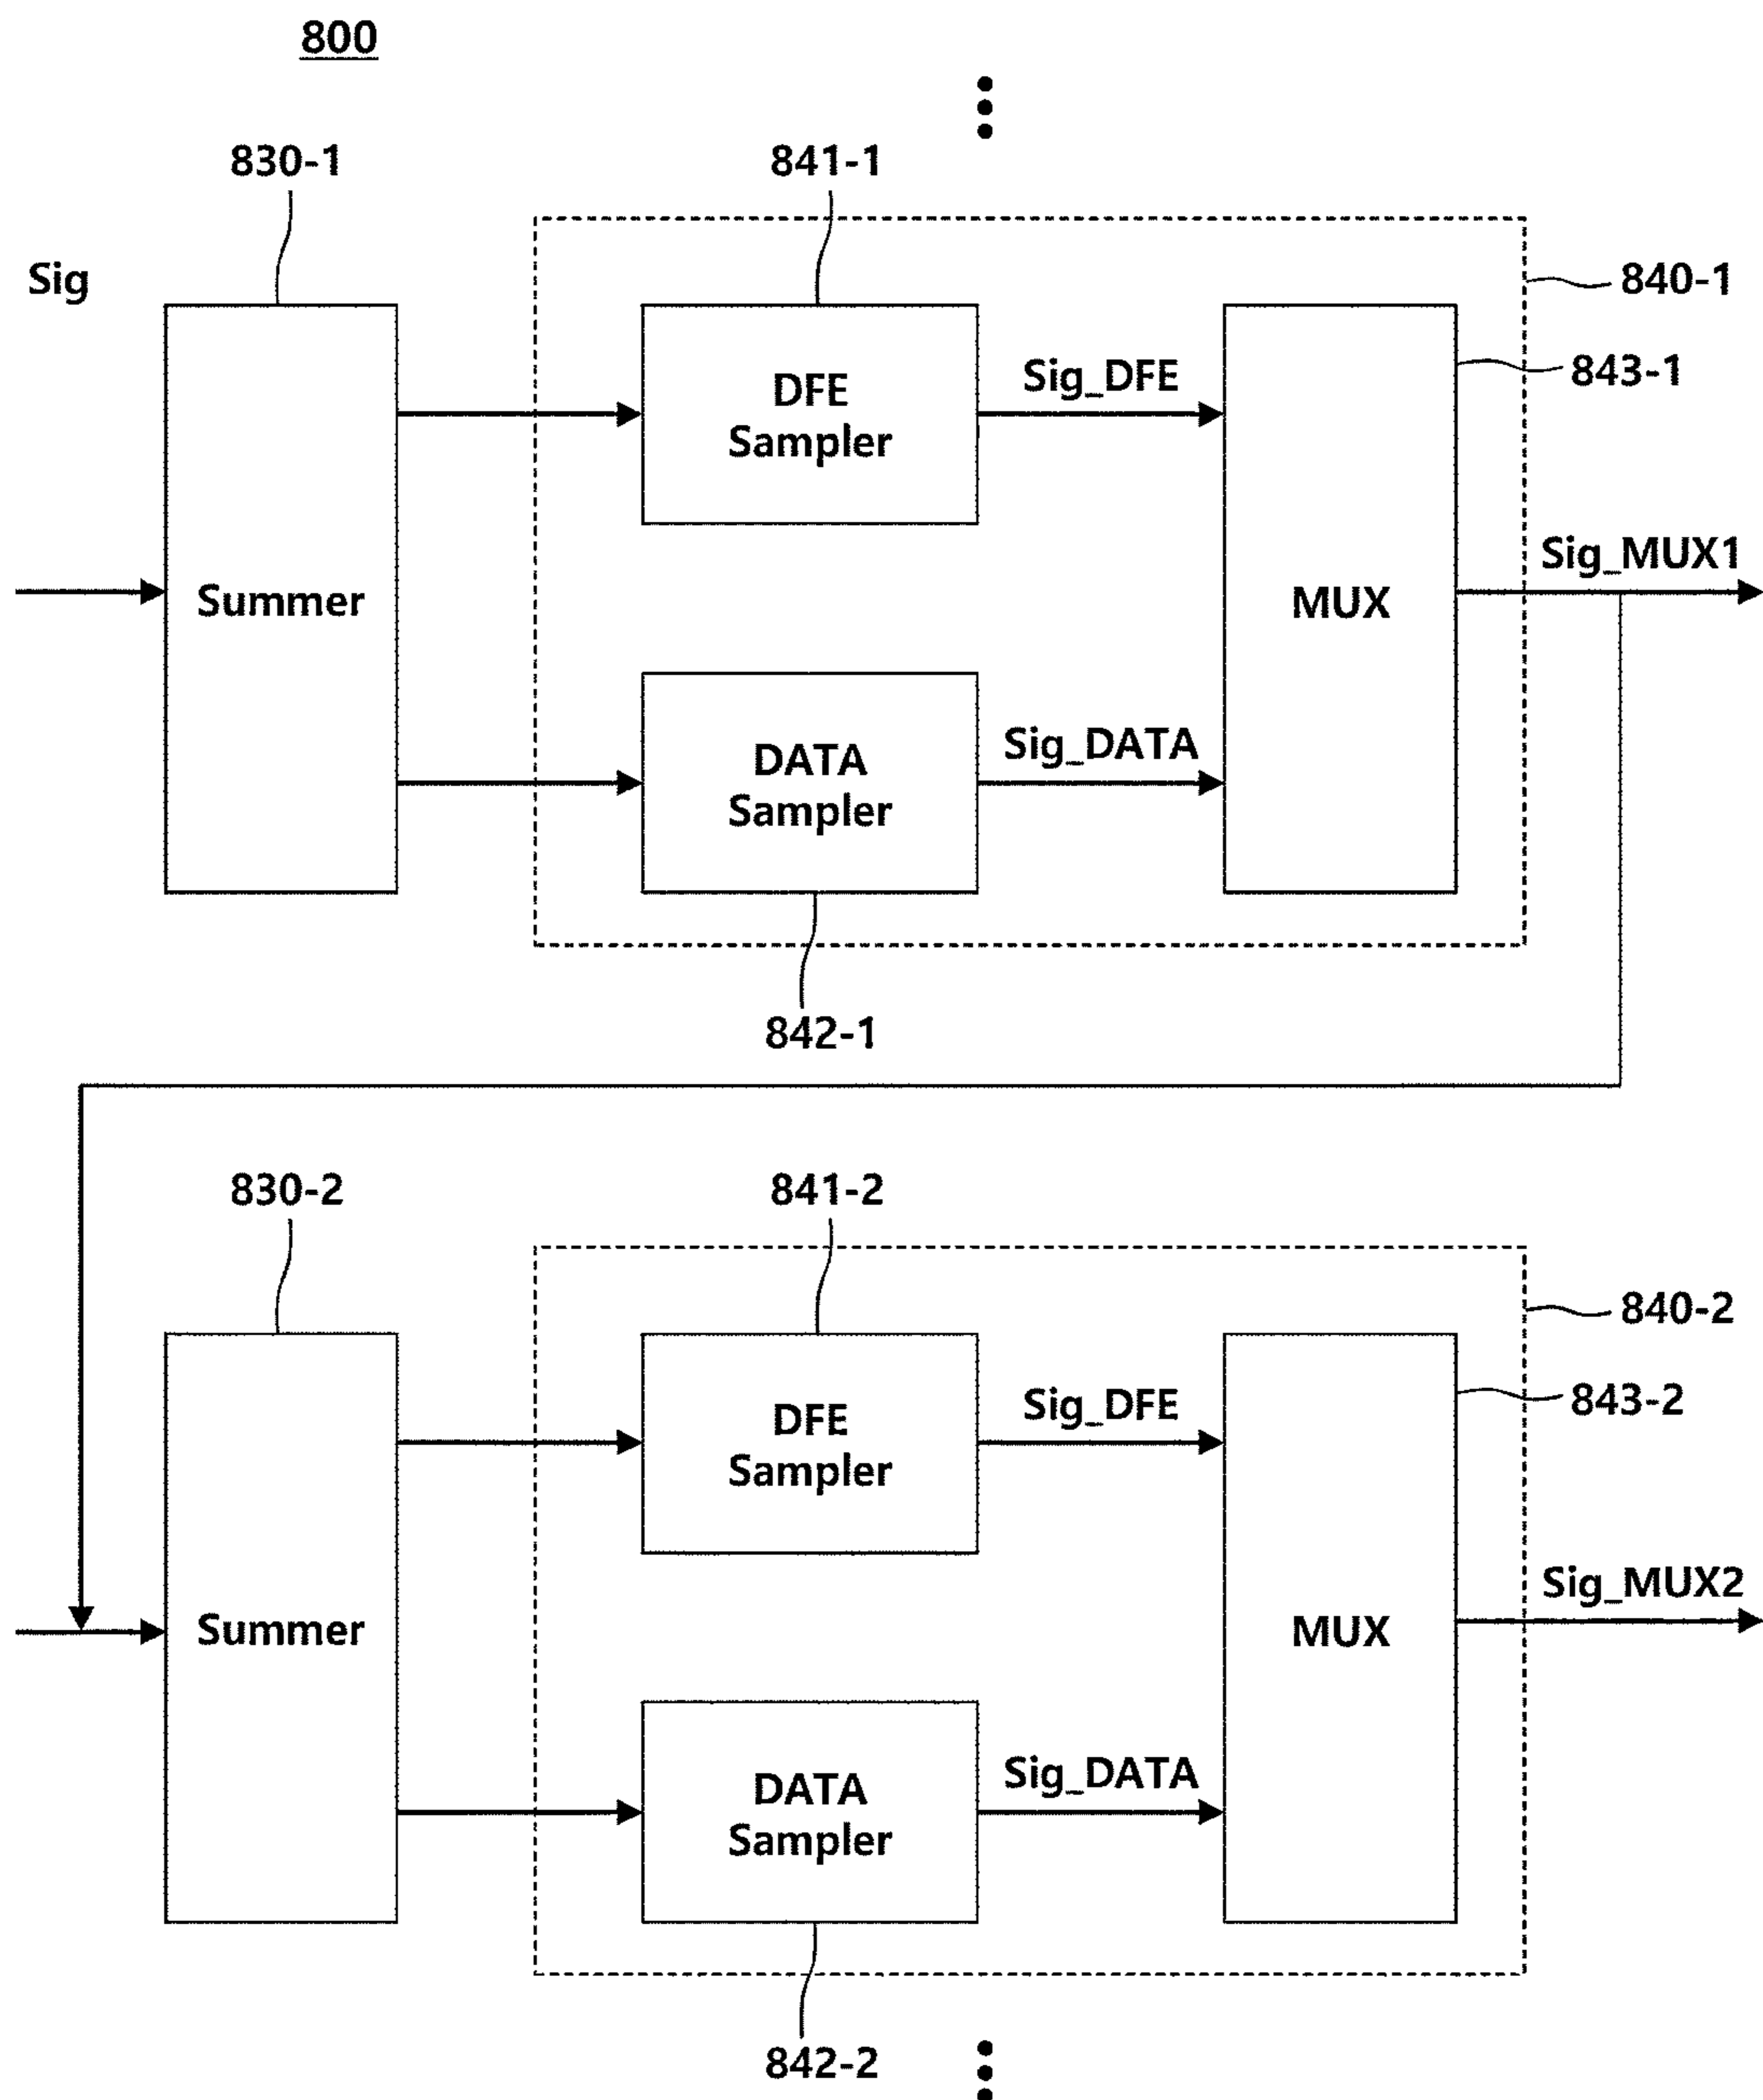 800
830-1
841-1
Sig
840-1
DFE
Sampler
Sig_DFE
843-1
Summer
MUX
Sig_MUX1
DATA
Sampler
Sig_DATA
842-1
830-2
841-2
840-2
DFE
Sampler
Sig_DFE
843-2
Summer
MUX
Sig_MUX2
DATA
Sampler
Sig_DATA
842-2